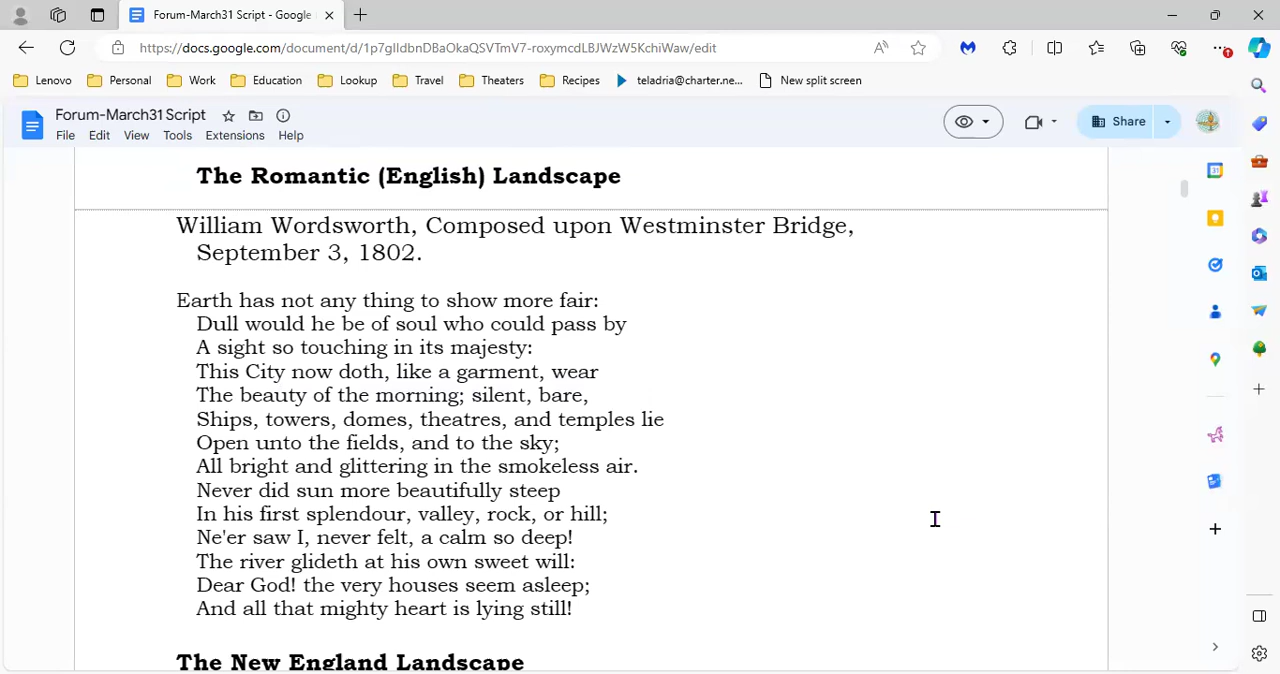 Forum-March31 Script - Google
https://docs.google.com/document/d/1p7glIdbnDBaOkaQSVTmV7-roxymcdLBJWzW5KchiWaw/edit
Lenovo Personal Work Education Lookup Travel Theaters Recipes teladria@charter.ne... New split screen
Forum-March31 Script
File Edit View Tools Extensions Help
Share
The Romantic (English) Landscape
William Wordsworth, Composed upon Westminster Bridge,
September 3, 1802.
Earth has not any thing to show more fair:
Dull would he be of soul who could pass by
A sight so touching in its majesty:
This City now doth, like a garment, wear
The beauty of the morning; silent, bare,
Ships, towers, domes, theatres, and temples lie
Open unto the fields, and to the sky;
All bright and glittering in the smokeless air.
Never did sun more beautifully steep
In his first splendour, valley, rock, or hill;
Ne'er saw I, never felt, a calm so deep!
The river glideth at his own sweet will:
Dear God! the very houses seem asleep;
And all that mighty heart is lying still!
The New England Landscape